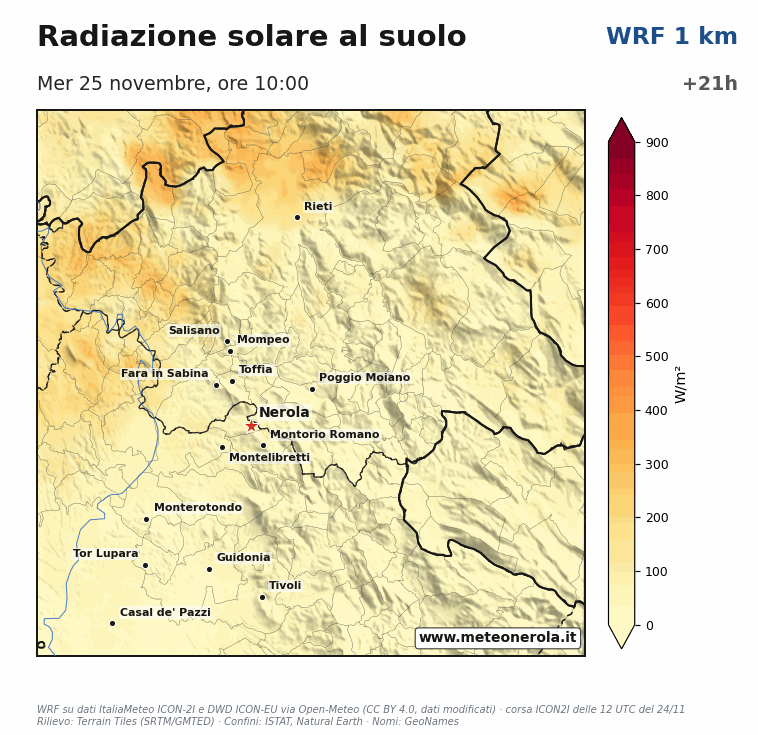 Radiazione solare al suolo
WRF 1 km
Mer 25 novembre, ore 10:00
+21h
Rieti
Salisano
Mompeo
Toffia
Fara in Sabina
Poggio Moiano
Nerola
Montorio Romano
Montelibretti
Monterotondo
Tor Lupara
Guidonia
Tivoli
Casal de' Pazzi
www.meteonerola.it
900
800
700
600
500
400
300
200
100
0
W/m²
WRF su dati ItaliaMeteo ICON-2I e DWD ICON-EU via Open-Meteo (CC BY 4.0, dati modificati) · corsa ICON2I delle 12 UTC del 24/11
Rilievo: Terrain Tiles (SRTM/GMTED) · Confini: ISTAT, Natural Earth · Nomi: GeoNames